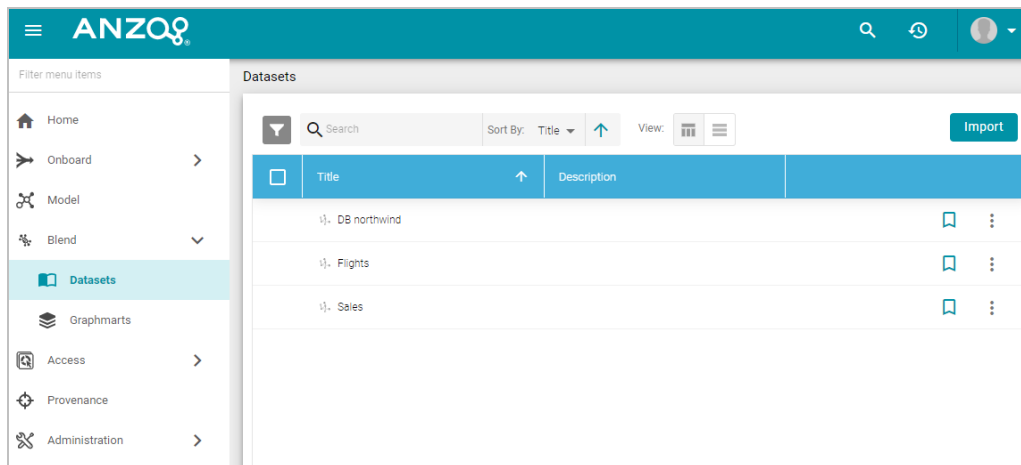 ANZO
Filter menu items
Home
Onboard
Model
Blend
Datasets
Graphmarts
Access
Provenance
Administration
Datasets
Search
Sort By: Title
View:
Import
Title
Description
DB northwind
Flights
Sales